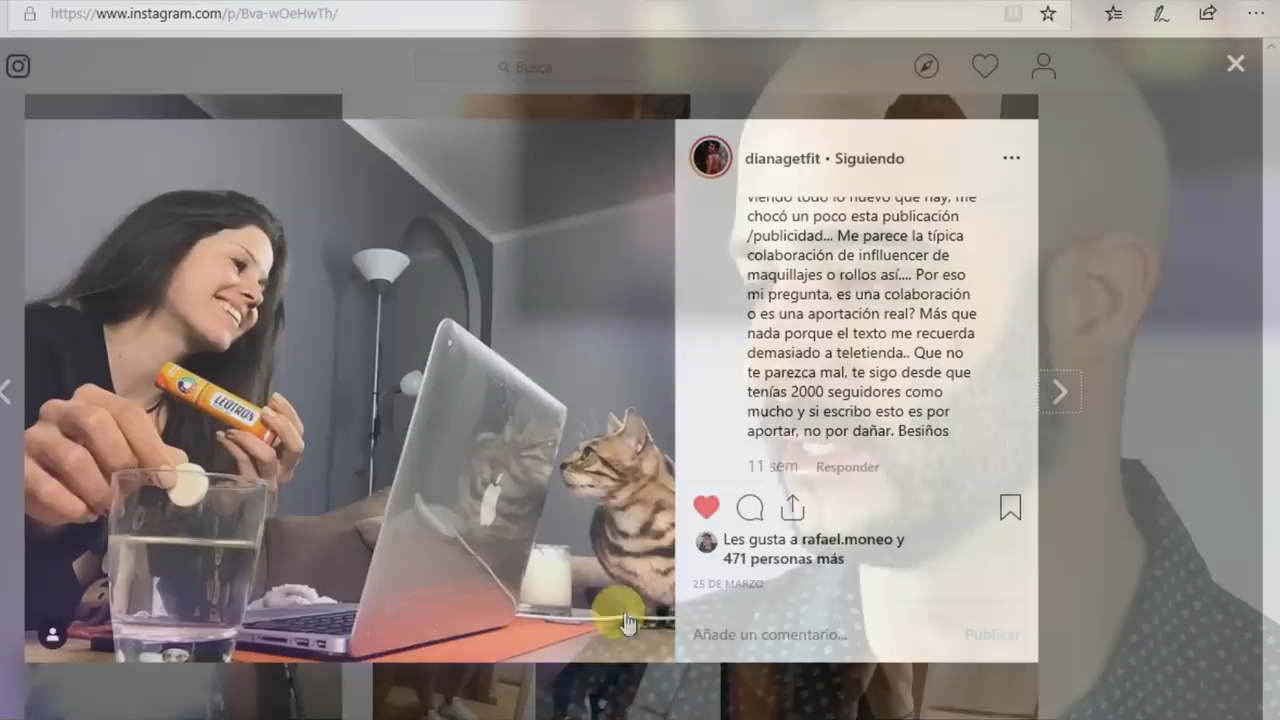 https://www.instagram.com/p/Bva-wOeHwTh/
Busca
dianagetfit • Siguiendo
viendo todo lo nuevo que hay, me
chocó un poco esta publicación
/publicidad... Me parece la típica
colaboración de influencer de
maquillajes o rollos así.... Por eso
mi pregunta, es una colaboración
o es una aportación real? Más que
nada porque el texto me recuerda
demasiado a teletienda.. Que no
te parezca mal, te sigo desde que
tenías 2000 seguidores como
mucho y si escribo esto es por
aportar, no por dañar. Besiños
11 sem Responder
Les gusta a rafael.moneo y
471 personas más
25 DE MARZO
Añade un comentario... Publicar
LEOTRON